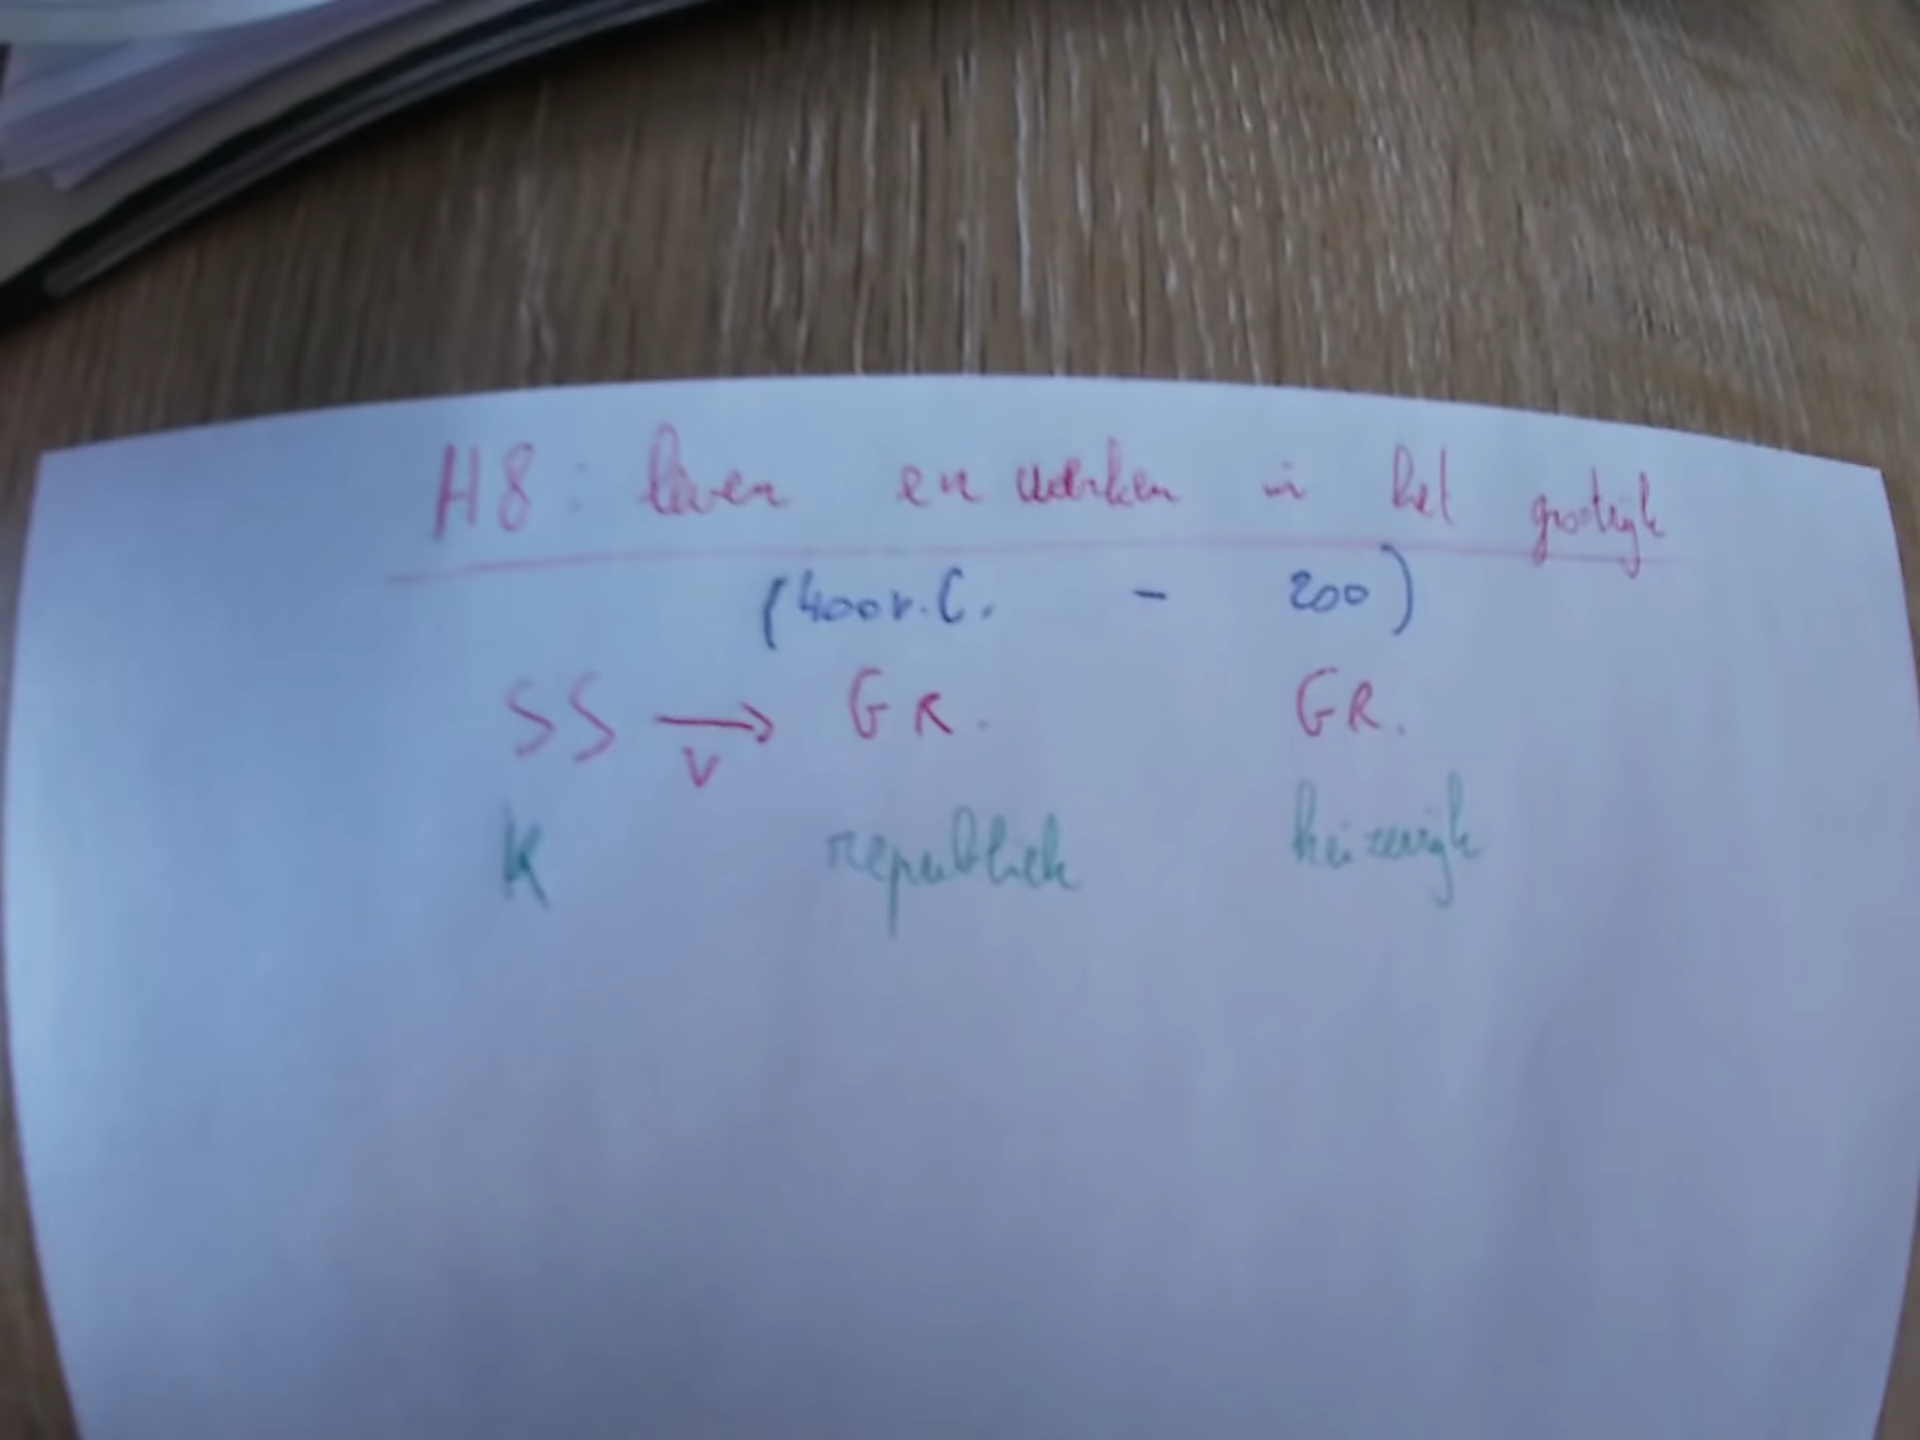 H8: leven en werken in het grootrijk
(400 v.C. - 200)
SS → GR. GR.
V
K republiek keizerrijk